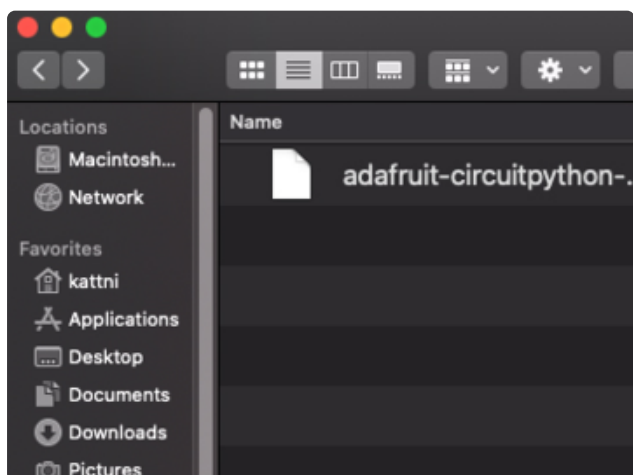 Locations
Macintosh...
Network
Favorites
kattni
Applications
Desktop
Documents
Downloads
Pictures
Name
adafruit-circuitpython-.